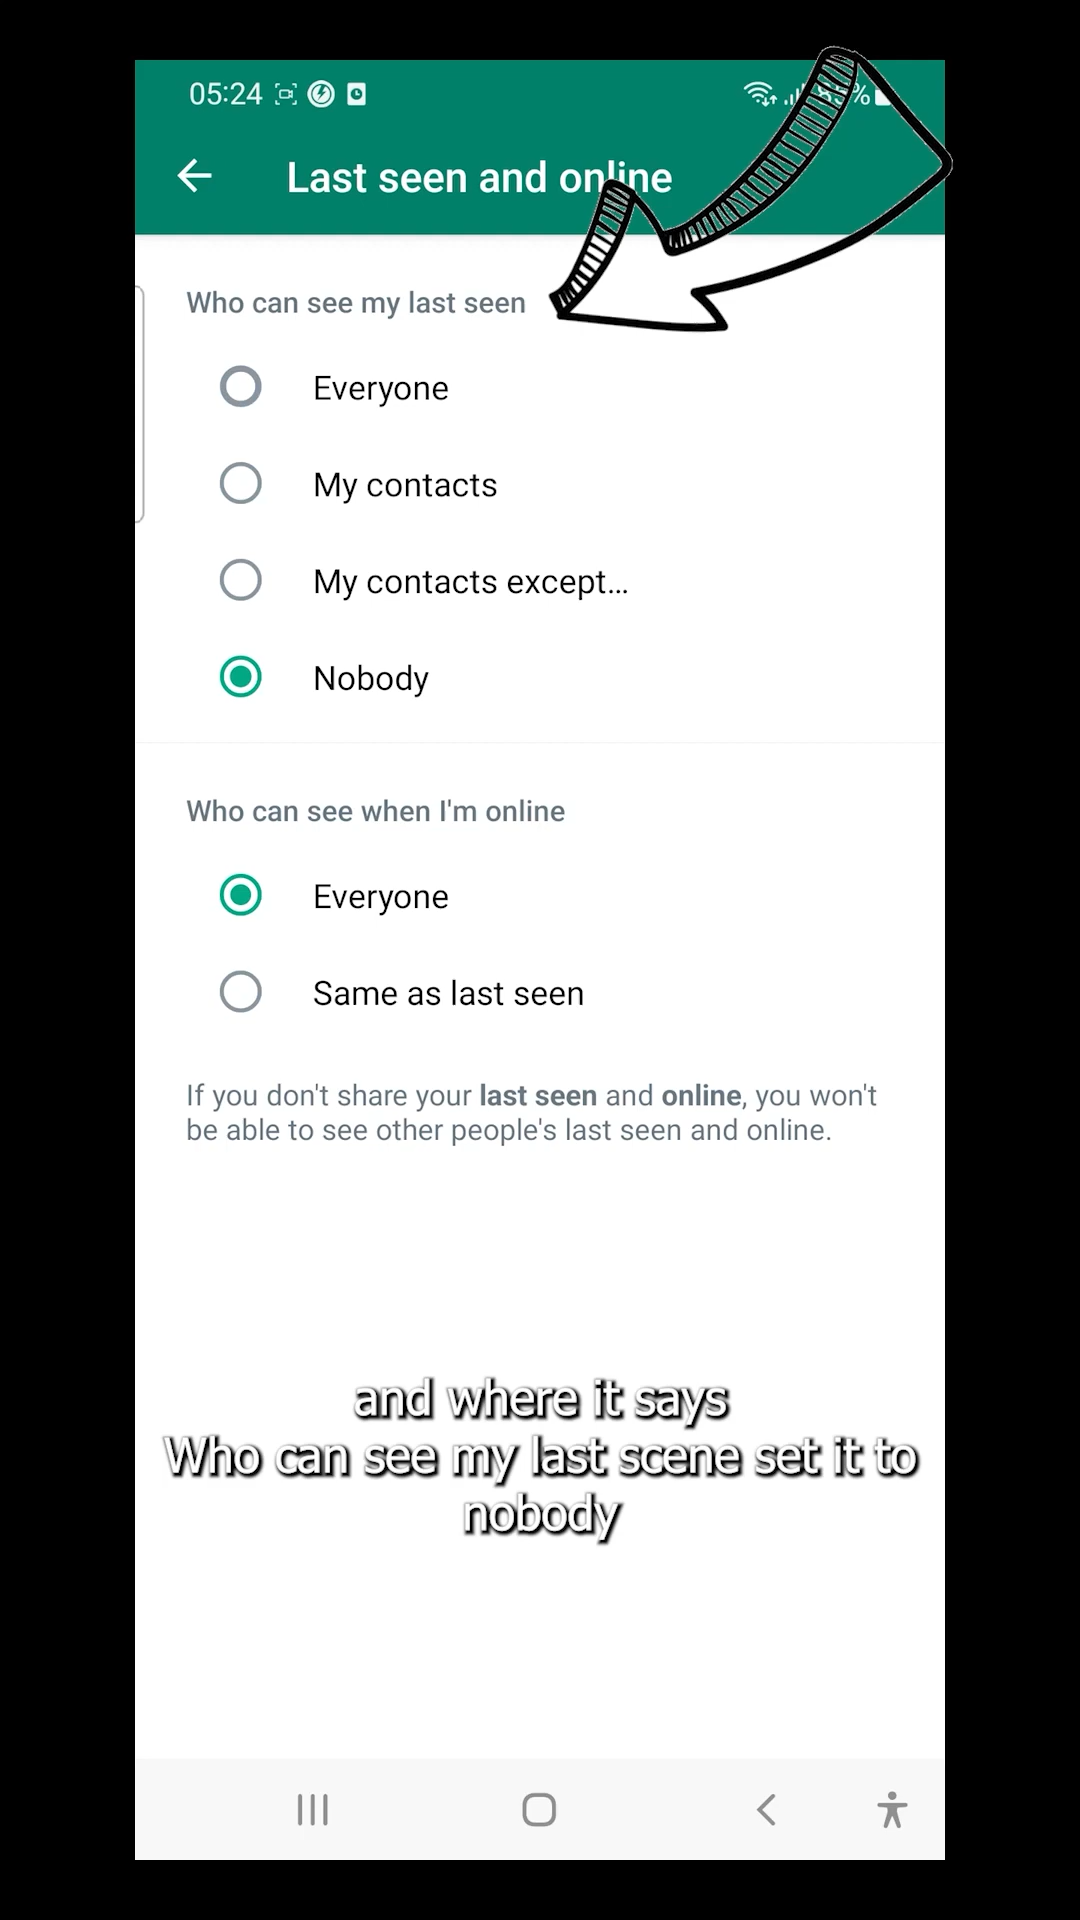 05:24
Last seen and online
Who can see my last seen
Everyone
My contacts
My contacts except...
Nobody
Who can see when I'm online
Everyone
Same as last seen
If you don't share your last seen and online, you won't
be able to see other people's last seen and online.
and where it says
Who can see my last scene set it to
nobody